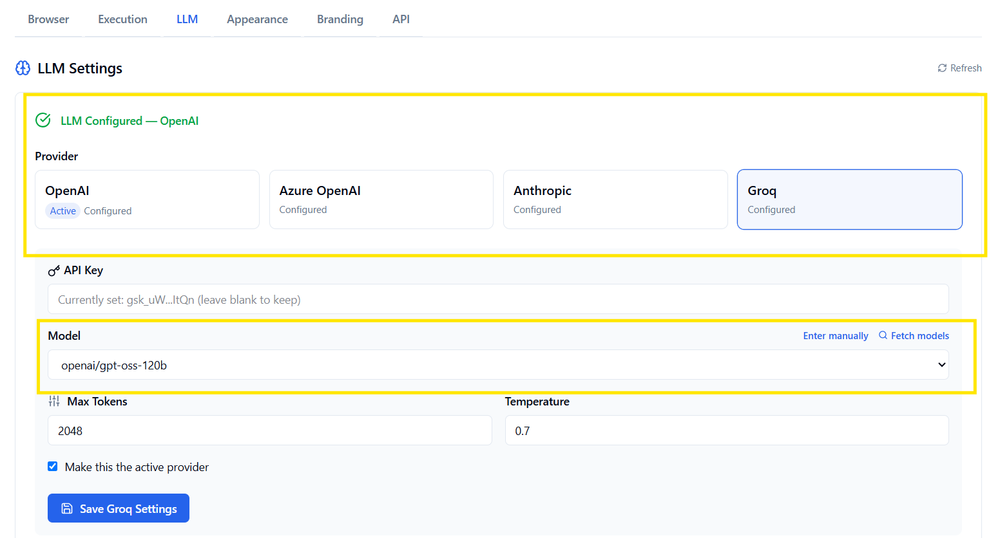 Browser Execution LLM Appearance Branding API
LLM Settings Refresh
LLM Configured — OpenAI
Provider
OpenAI Azure OpenAI Anthropic Groq
Active Configured Configured Configured Configured
API Key
Currently set: gsk_uW...ItQn (leave blank to keep)
Model Enter manually Fetch models
openai/gpt-oss-120b
Max Tokens Temperature
2048 0.7
Make this the active provider
Save Groq Settings